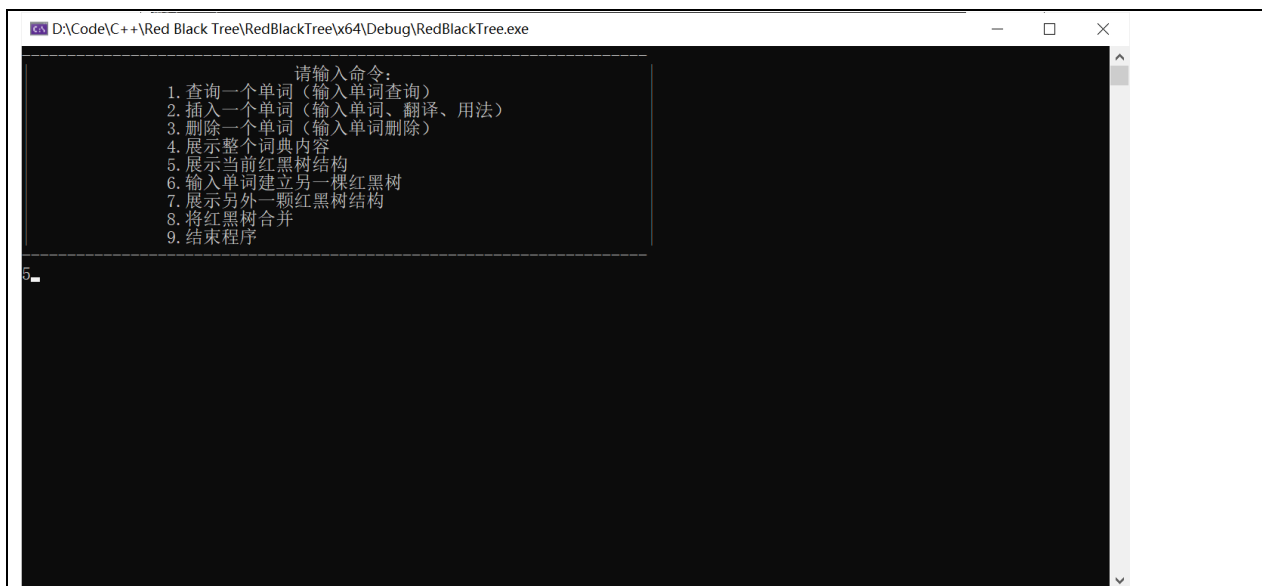 D:\Code\C++\Red Black Tree\RedBlackTree\x64\Debug\RedBlackTree.exe
请输入命令：
1.查询一个单词（输入单词查询）
2.插入一个单词（输入单词、翻译、用法）
3.删除一个单词（输入单词删除）
4.展示整个词典内容
5.展示当前红黑树结构
6.输入单词建立另一棵红黑树
7.展示另外一颗红黑树结构
8.将红黑树合并
9.结束程序
5